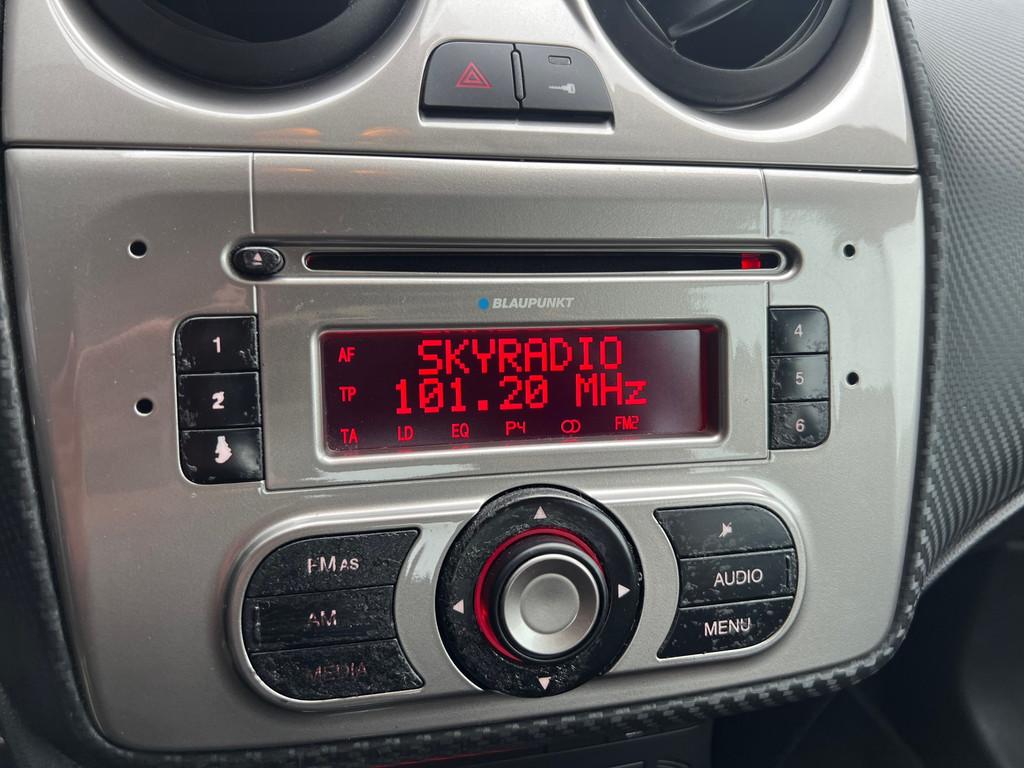 BLAUPUNKT
1
2
4
5
6
AF
SKYRADIO
TP
101.20 MHz
TA LD EQ P4 FM2
FM AS
AM
MEDIA
AUDIO
MENU